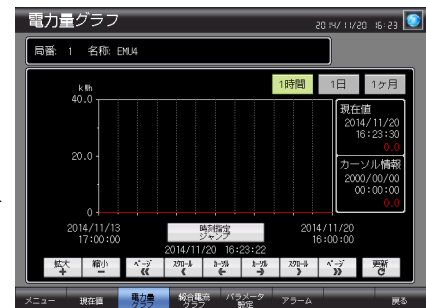 電力量グラフ 2014/11/20 16:23
局番: 1 名称: EMU4
1時間 1日 1ヶ月
kWh
40.0
20.0
0
現在値
2014/11/20
16:23:30
0.0
カーソル情報
2000/00/00
00:00:00
0.0
2014/11/13
17:00:00
時刻指定
ジャンプ
2014/11/20
16:00:00
2014/11/20 16:23:22
拡大 縮小 ページ スクロール カーソル カーソル スクロール ページ 更新
メニュー 現在値 電力量
グラフ 総合電流
グラフ パラメータ
設定 アラーム 戻る